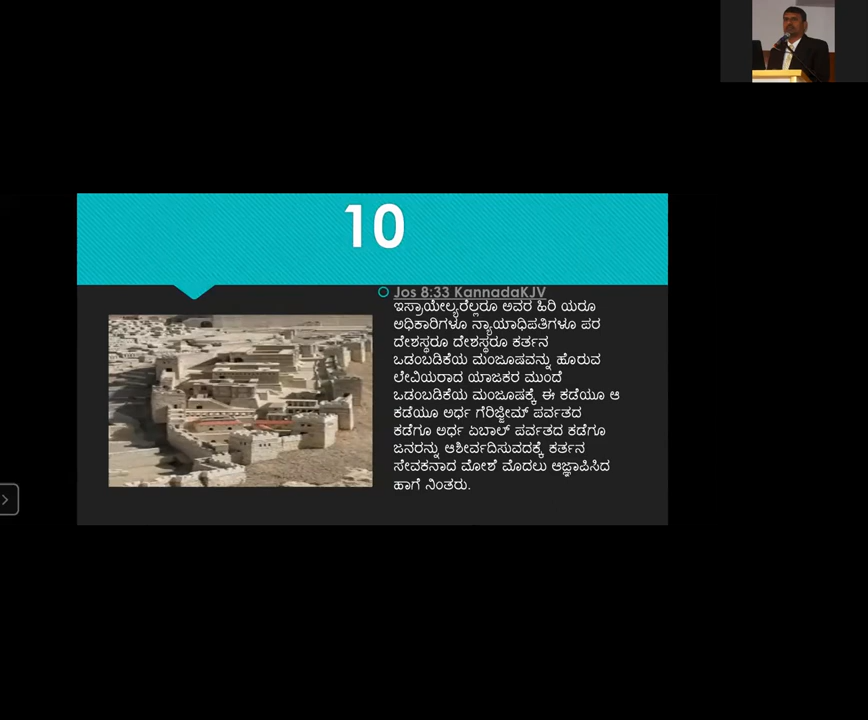 10
Jos 8:33 KannadaKJV
ಇಸ್ರಾಯೇಲ್ಯರೆಲ್ಲರೂ ಅವರ ಹಿರಿ ಯರೂ
ಅಧಿಕಾರಿಗಳೂ ನ್ಯಾಯಾಧಿಪತಿಗಳೂ ಪರ
ದೇಶಸ್ಥರೂ ದೇಶಸ್ಥರೂ ಕರ್ತನ
ಒಡಂಬಡಿಕೆಯ ಮಂಜೂಷವನ್ನು ಹೊರುವ
ಲೇವಿಯರಾದ ಯಾಜಕರ ಮುಂದೆ
ಒಡಂಬಡಿಕೆಯ ಮಂಜೂಷಕ್ಕೆ ಈ ಕಡೆಯೂ ಆ
ಕಡೆಯೂ ಅರ್ಧ ಗೆರಿಜ್ಜೀಮ್ ಪರ್ವತದ
ಕಡೆಗೂ ಅರ್ಧ ಏಬಾಲ್ ಪರ್ವತದ ಕಡೆಗೂ
ಜನರನ್ನು ಆಶೀರ್ವದಿಸುವದಕ್ಕೆ ಕರ್ತನ
ಸೇವಕನಾದ ಮೋಶೆ ಮೊದಲು ಆಜ್ಞಾಪಿಸಿದ
ಹಾಗೆ ನಿಂತರು.